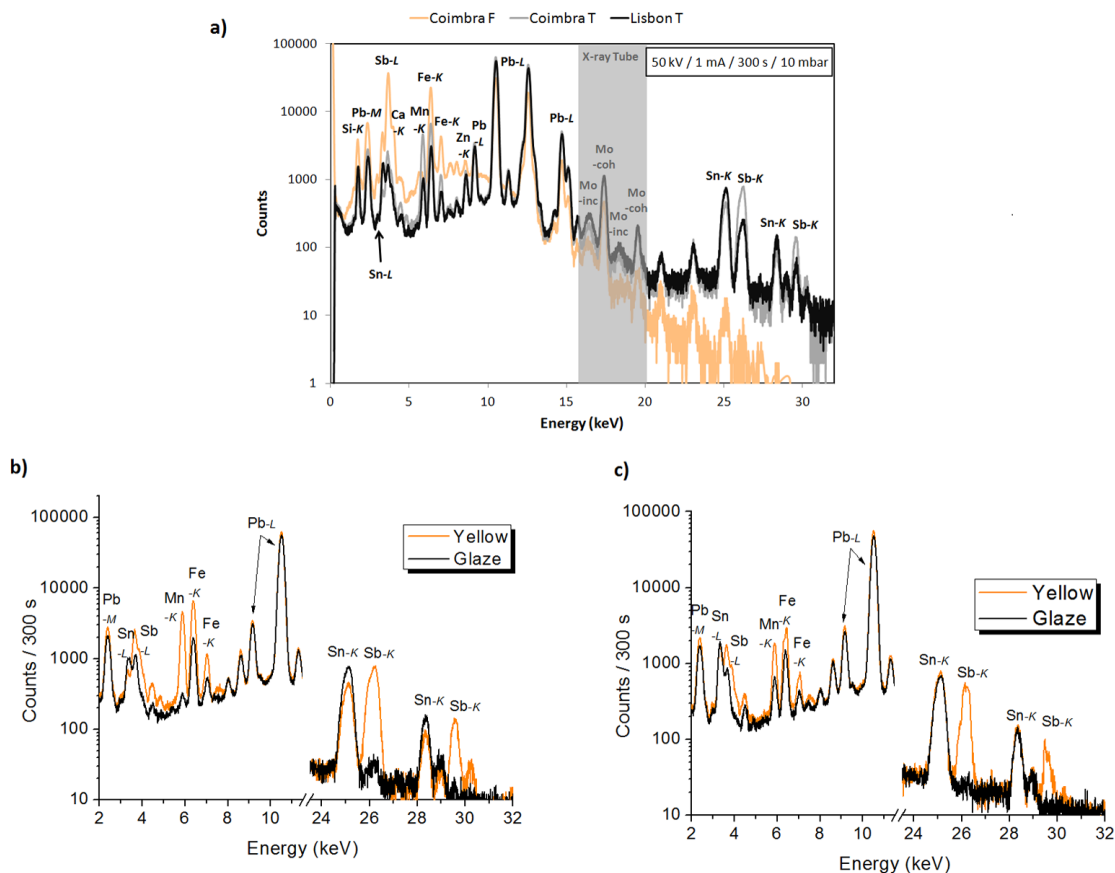 Coimbra F Coimbra T Lisbon T
a)
100000
10000
1000
100
10
1
Counts
X-ray Tube
50 kV / 1 mA / 300 s / 10 mbar
Sb-L
Pb-L
Fe-K
Pb-M
Ca
-K
Mn
-K
Si-K
Fe-K
Zn
-K
Pb
-L
Pb-L
Mo
-coh
Mo
-inc
Mo
-inc
Mo
-coh
Sn-K
Sb-K
Sn-K
Sb-K
Sn-L
0 5 10 15 20 25 30
Energy (keV)
b)
100000
10000
1000
100
10
Counts / 300 s
Pb-L
Yellow
Glaze
Pb
-M
Sn
-L
Sb
-L
Mn
-K
Fe
-K
Fe
-K
Sn-K
Sb-K
Sn-K
Sb-K
2 4 6 8 10 24 26 28 30 32
Energy (keV)
c)
100000
10000
1000
100
10
Counts / 300 s
Pb-L
Yellow
Glaze
Pb
-M
Sn
-L
Sb
-L
Mn
-K
Fe
-K
Fe
-K
Sn-K
Sb-K
Sn-K
Sb-K
2 4 6 8 10 24 26 28 30 32
Energy (keV)